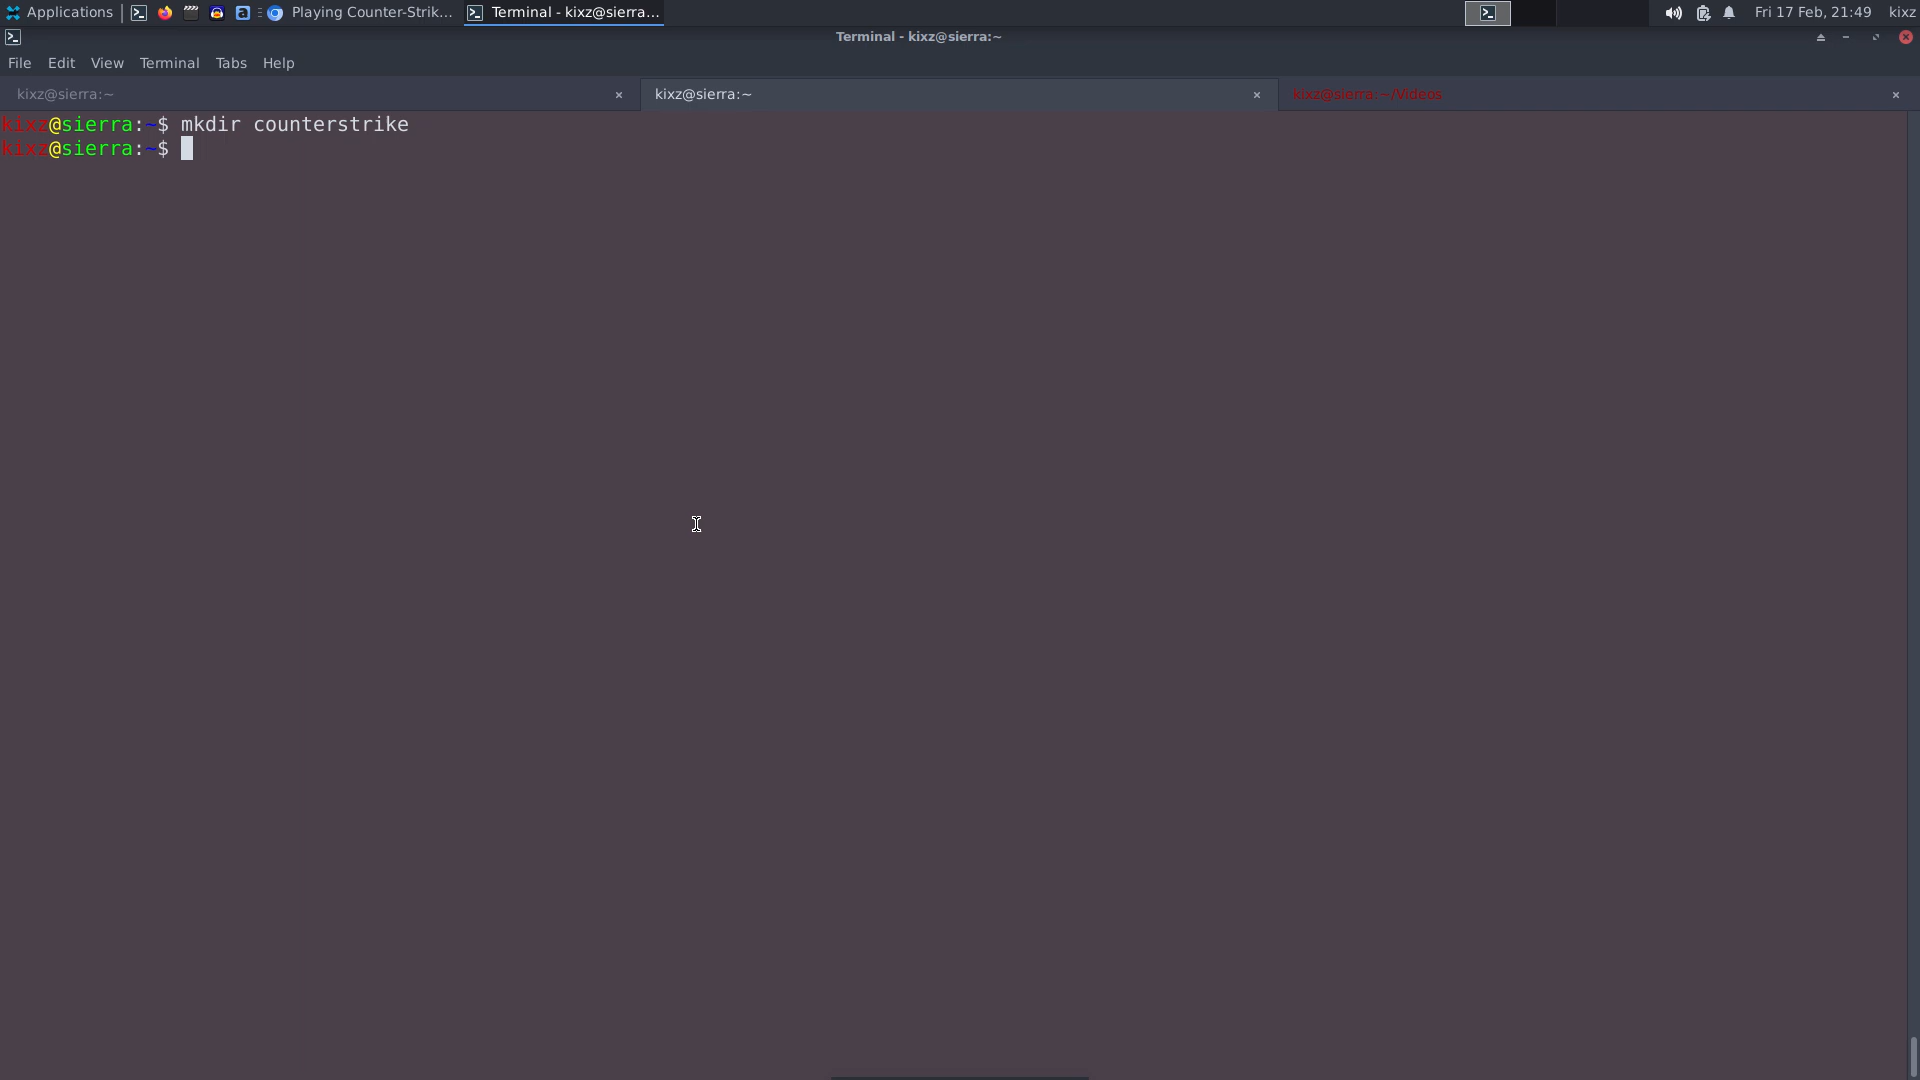 Applications Playing Counter-Strik... Terminal - kixz@sierra... Fri 17 Feb, 21:49 kixz
Terminal - kixz@sierra:~
File Edit View Terminal Tabs Help
kixz@sierra:~ kixz@sierra:~ kixz@sierra:~/Videos
kixz@sierra:~$ mkdir counterstrike
kixz@sierra:~$